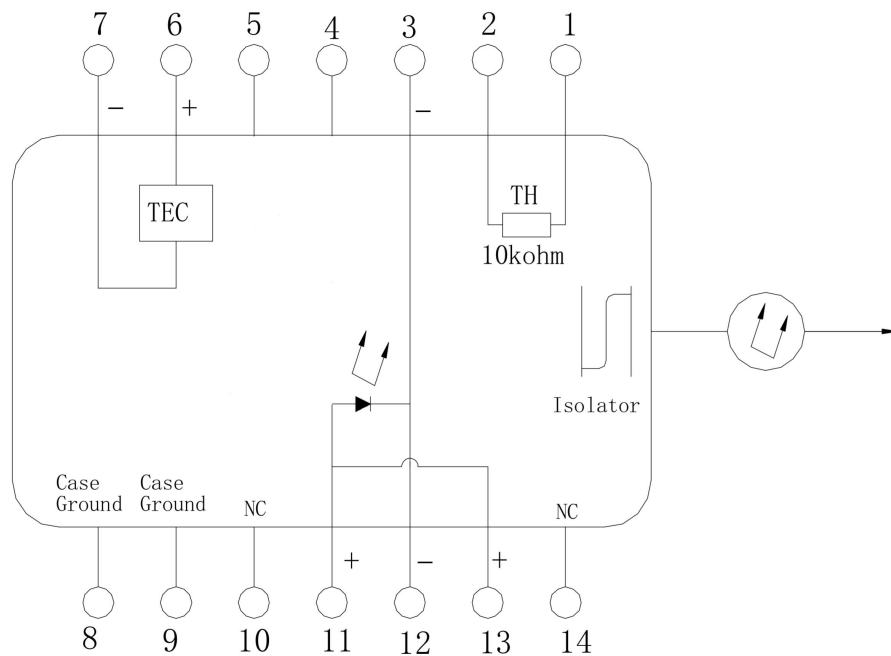 7 6 5 4 3 2 1
− + −
TEC
TH
10kohm
Isolator
Case
Ground
Case
Ground
NC
NC
+ − +
8 9 10 11 12 13 14